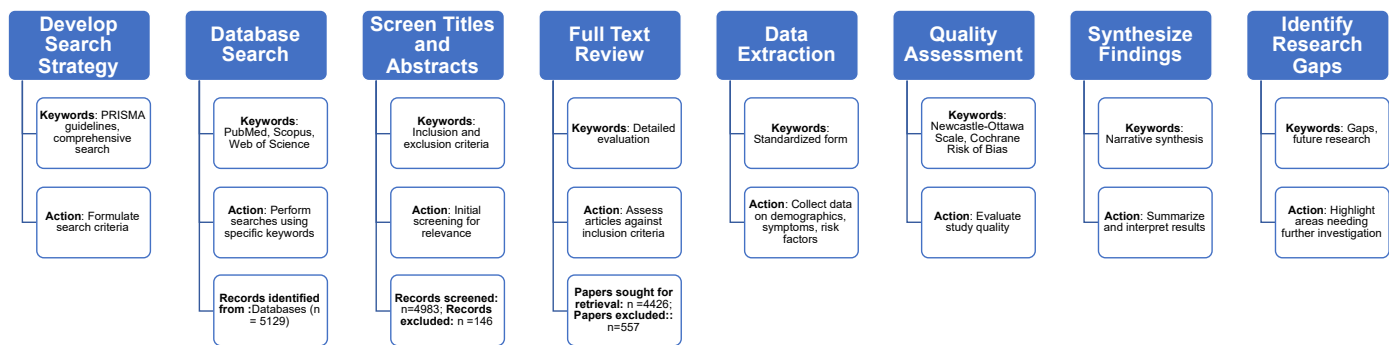 Develop
Search
Strategy
Keywords: PRISMA
guidelines,
comprehensive
search
Action: Formulate
search criteria
Database
Search
Keywords:
PubMed, Scopus,
Web of Science
Action: Perform
searches using
specific keywords
Records identified
from :Databases (n
= 5129)
Screen Titles
and
Abstracts
Keywords:
Inclusion and
exclusion criteria
Action: Initial
screening for
relevance
Records screened:
n=4983; Records
excluded: n =146
Full Text
Review
Keywords: Detailed
evaluation
Action: Assess
articles against
inclusion criteria
Papers sought for
retrieval: n =4426;
Papers excluded::
n=557
Data
Extraction
Keywords:
Standardized form
Action: Collect data
on demographics,
symptoms, risk
factors
Quality
Assessment
Keywords:
Newcastle-Ottawa
Scale, Cochrane
Risk of Bias
Action: Evaluate
study quality
Synthesize
Findings
Keywords:
Narrative synthesis
Action: Summarize
and interpret results
Identify
Research
Gaps
Keywords: Gaps,
future research
Action: Highlight
areas needing
further investigation